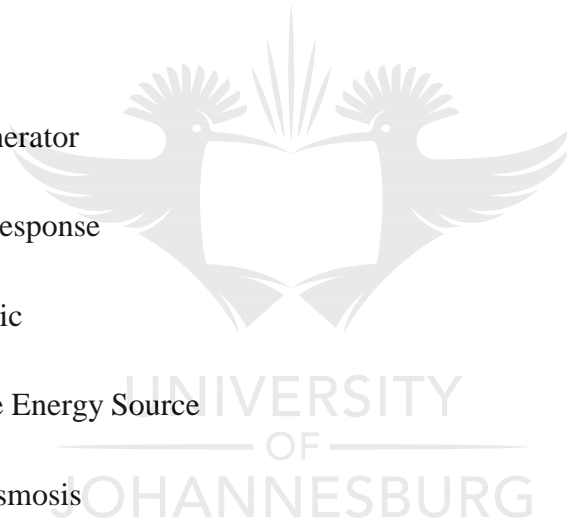 nerator
esponse
ic
e Energy Source
smosis
UNIVERSITY
OF
JOHANNESBURG